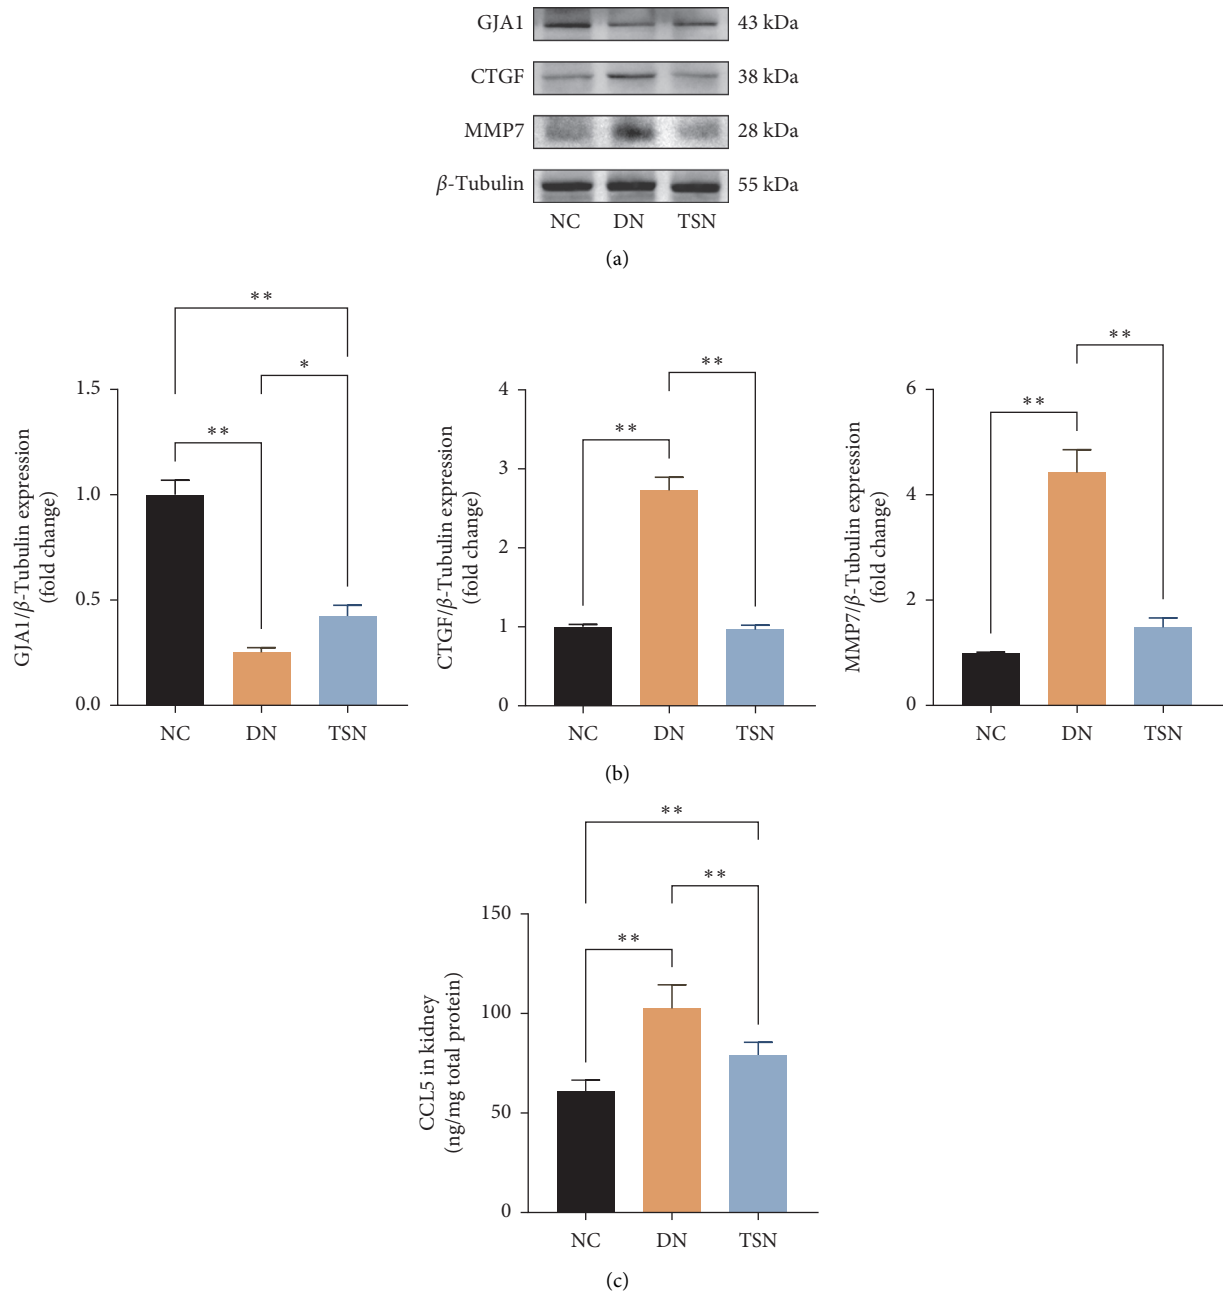 GJA1 43 kDa
CTGF 38 kDa
MMP7 28 kDa
β-Tubulin 55 kDa
NC DN TSN
(a)
GJA1/β-Tubulin expression
(fold change)
**
*
**
1.5
1.0
0.5
0.0
NC DN TSN
CTGF/β-Tubulin expression
(fold change)
**
**
4
3
2
1
0
NC DN TSN
MMP7/β-Tubulin expression
(fold change)
**
**
6
4
2
0
NC DN TSN
(b)
CCL5 in kidney
(ng/mg total protein)
**
**
**
150
100
50
0
NC DN TSN
(c)